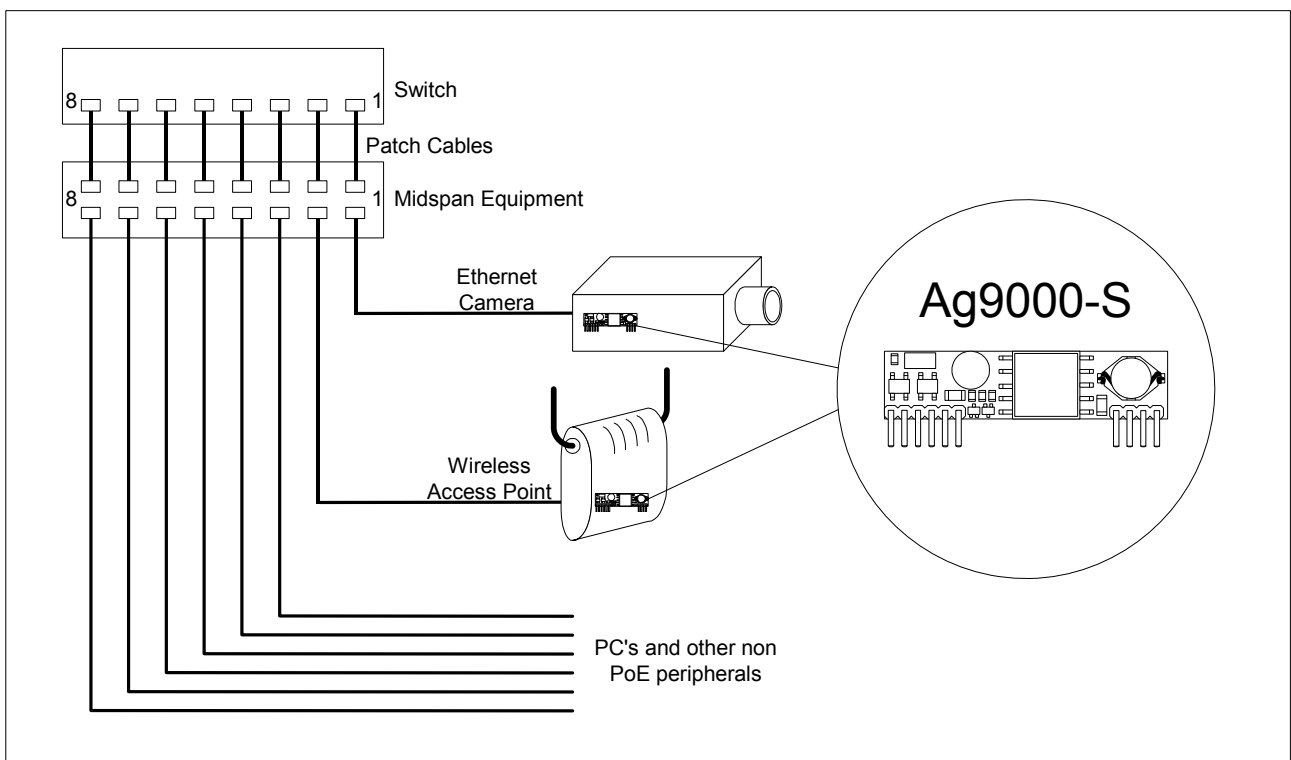 8
1
Switch
Patch Cables
8
1
Midspan Equipment
Ethernet
Camera
Ag9000-S
Wireless
Access Point
PC's and other non
PoE peripherals